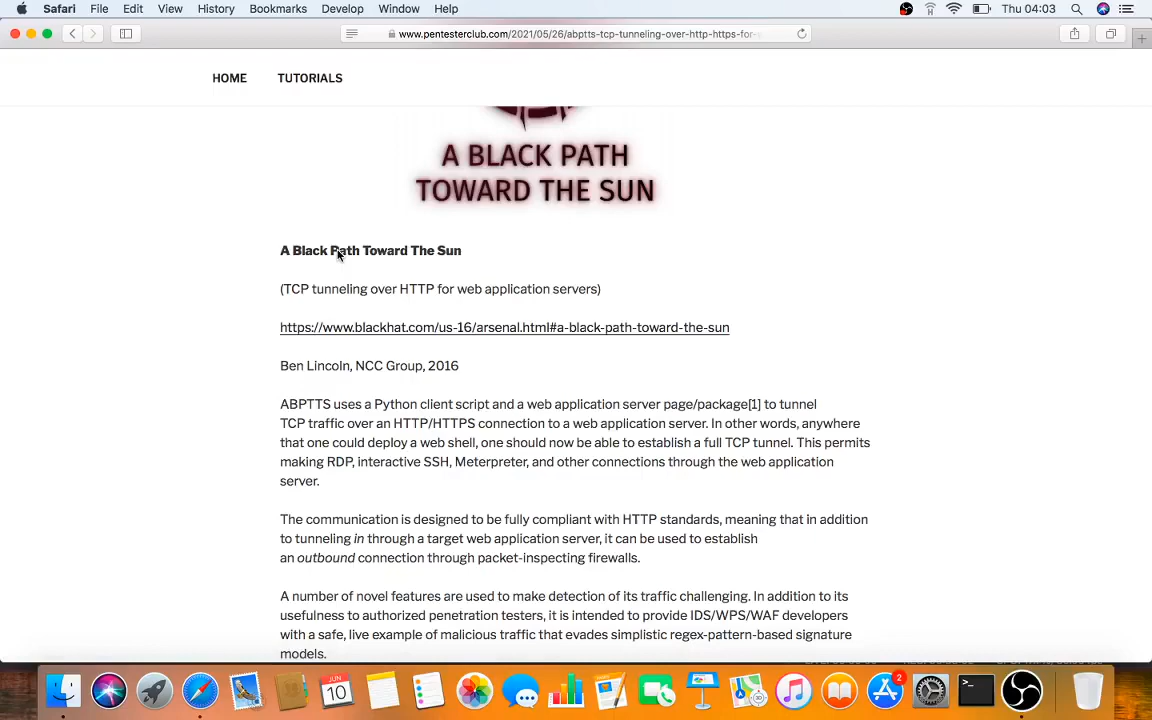 Safari File Edit View History Bookmarks Develop Window Help Thu 04:03
www.pentesterclub.com/2021/05/26/abptts-tcp-tunneling-over-http-https-for-
HOME TUTORIALS
A BLACK PATH
TOWARD THE SUN
A Black Path Toward The Sun
(TCP tunneling over HTTP for web application servers)
https://www.blackhat.com/us-16/arsenal.html#a-black-path-toward-the-sun
Ben Lincoln, NCC Group, 2016
ABPTTS uses a Python client script and a web application server page/package[1] to tunnel
TCP traffic over an HTTP/HTTPS connection to a web application server. In other words, anywhere
that one could deploy a web shell, one should now be able to establish a full TCP tunnel. This permits
making RDP, interactive SSH, Meterpreter, and other connections through the web application
server.
The communication is designed to be fully compliant with HTTP standards, meaning that in addition
to tunneling in through a target web application server, it can be used to establish
an outbound connection through packet-inspecting firewalls.
A number of novel features are used to make detection of its traffic challenging. In addition to its
usefulness to authorized penetration testers, it is intended to provide IDS/WPS/WAF developers
with a safe, live example of malicious traffic that evades simplistic regex-pattern-based signature
models.
JUN
10
2